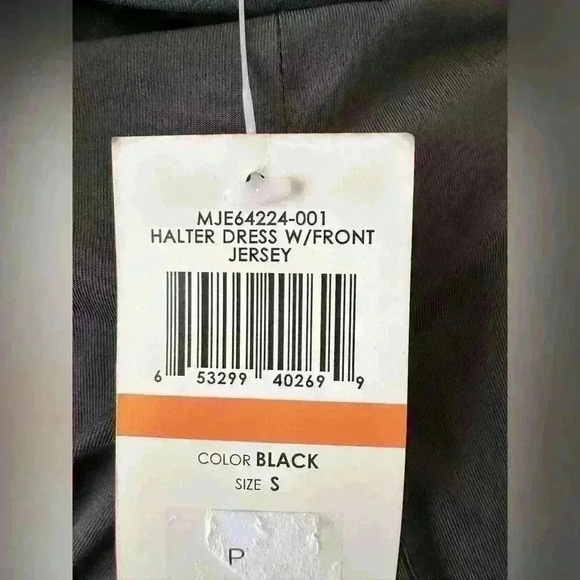 MJE64224-001
HALTER DRESS W/FRONT
JERSEY
6 53299 40269 9
COLOR BLACK
SIZE S
P